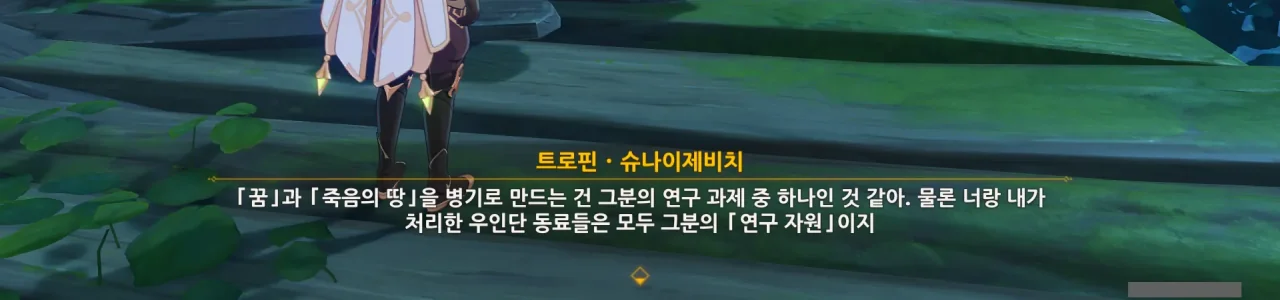 트로핀 · 슈나이제비치
「꿈」과 「죽음의 땅」을 병기로 만드는 건 그분의 연구 과제 중 하나인 것 같아. 물론 너랑 내가
처리한 우인단 동료들은 모두 그분의 「연구 자원」이지